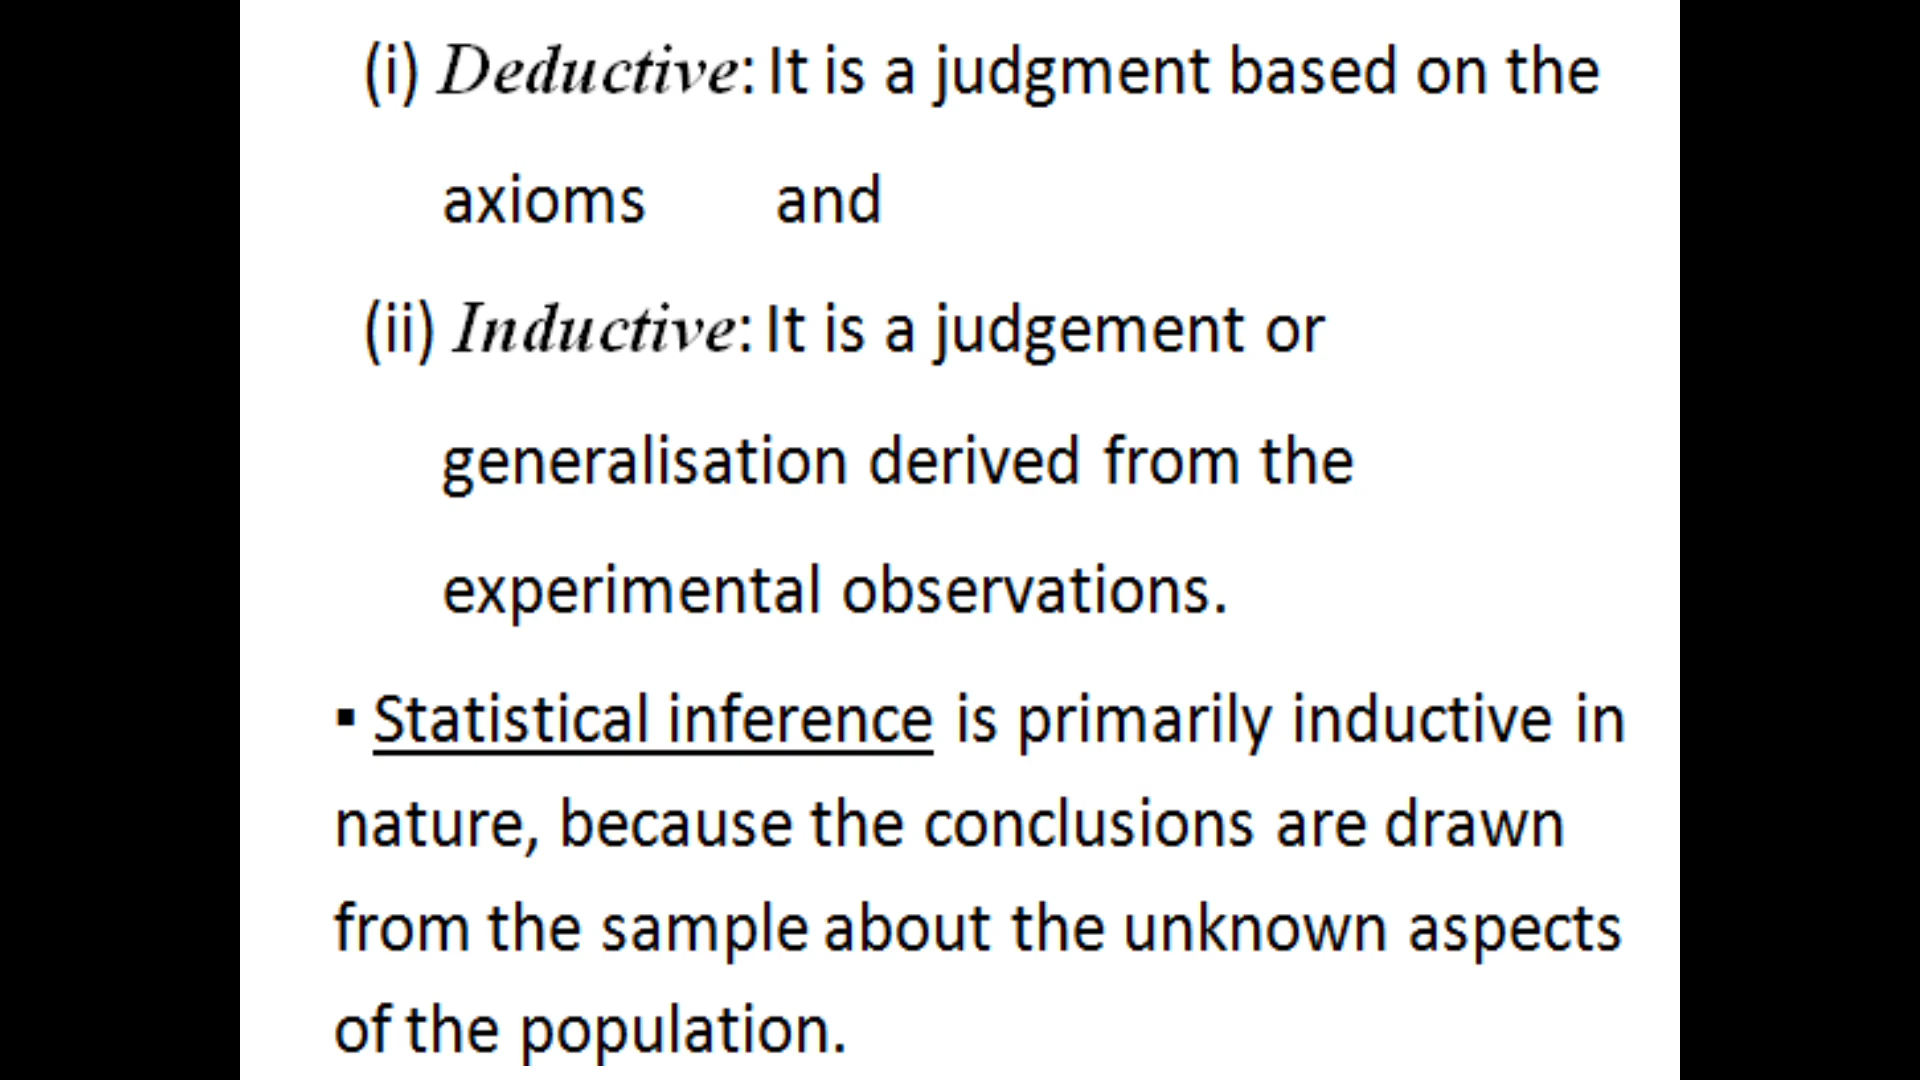 (i) Deductive: It is a judgment based on the
axioms and
(ii) Inductive: It is a judgement or
generalisation derived from the
experimental observations.
▪ Statistical inference is primarily inductive in
nature, because the conclusions are drawn
from the sample about the unknown aspects
of the population.